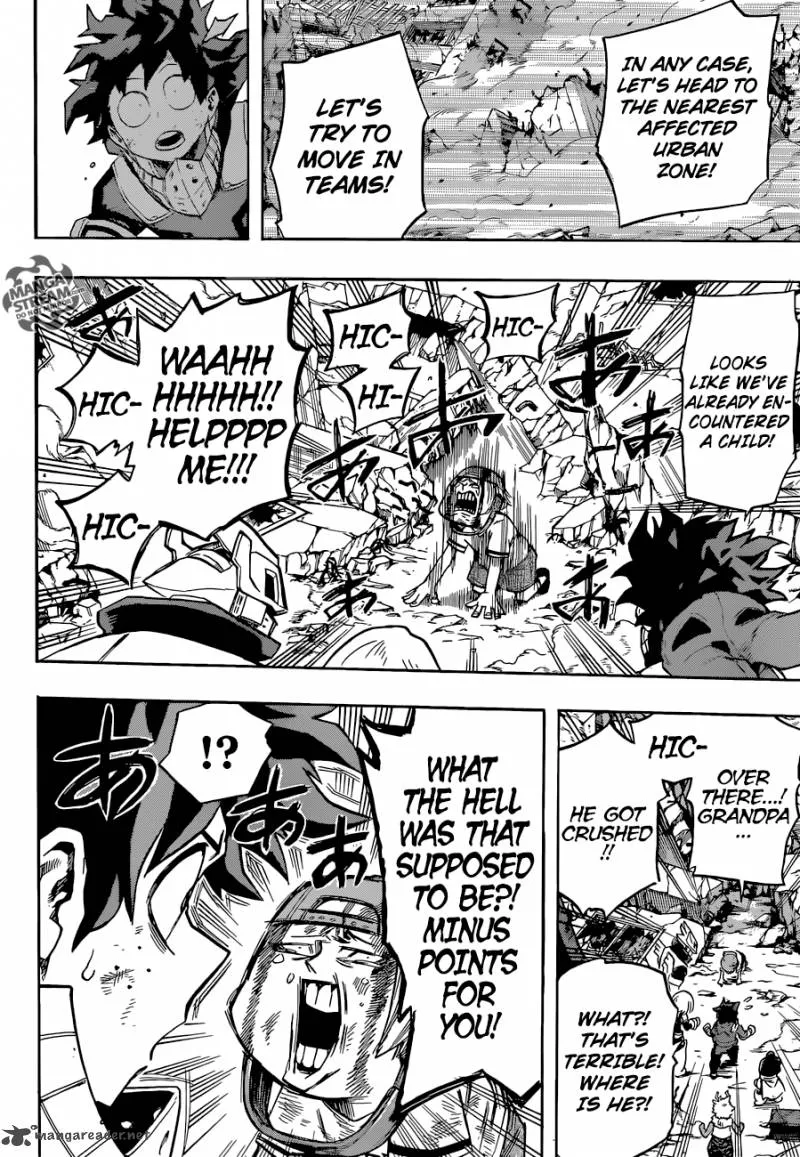 IN ANY CASE,
LET'S HEAD TO
THE NEAREST
AFFECTED
URBAN
ZONE!
LET'S
TRY TO
MOVE IN
TEAMS!
LOOKS
LIKE WE'VE
ALREADY EN-
COUNTERED
A CHILD!
HIC-
HIC-
HI-
WAAHH
HHHHH!!
HELPPPP
ME!!!
HIC-
HIC-
あ
あ
あ
あ
あ
あ
あ
あ
HIC-
OVER
THERE...!
GRANDPA
...
HE GOT
CRUSHED
!!
WHAT?!
THAT'S
TERRIBLE!
WHERE
IS HE?!
WHAT
THE HELL
WAS THAT
SUPPOSED
TO BE?!
MINUS
POINTS
FOR
YOU!
!?
あ
あ
あ
MANGA
STREAM.COM
mangareader.net